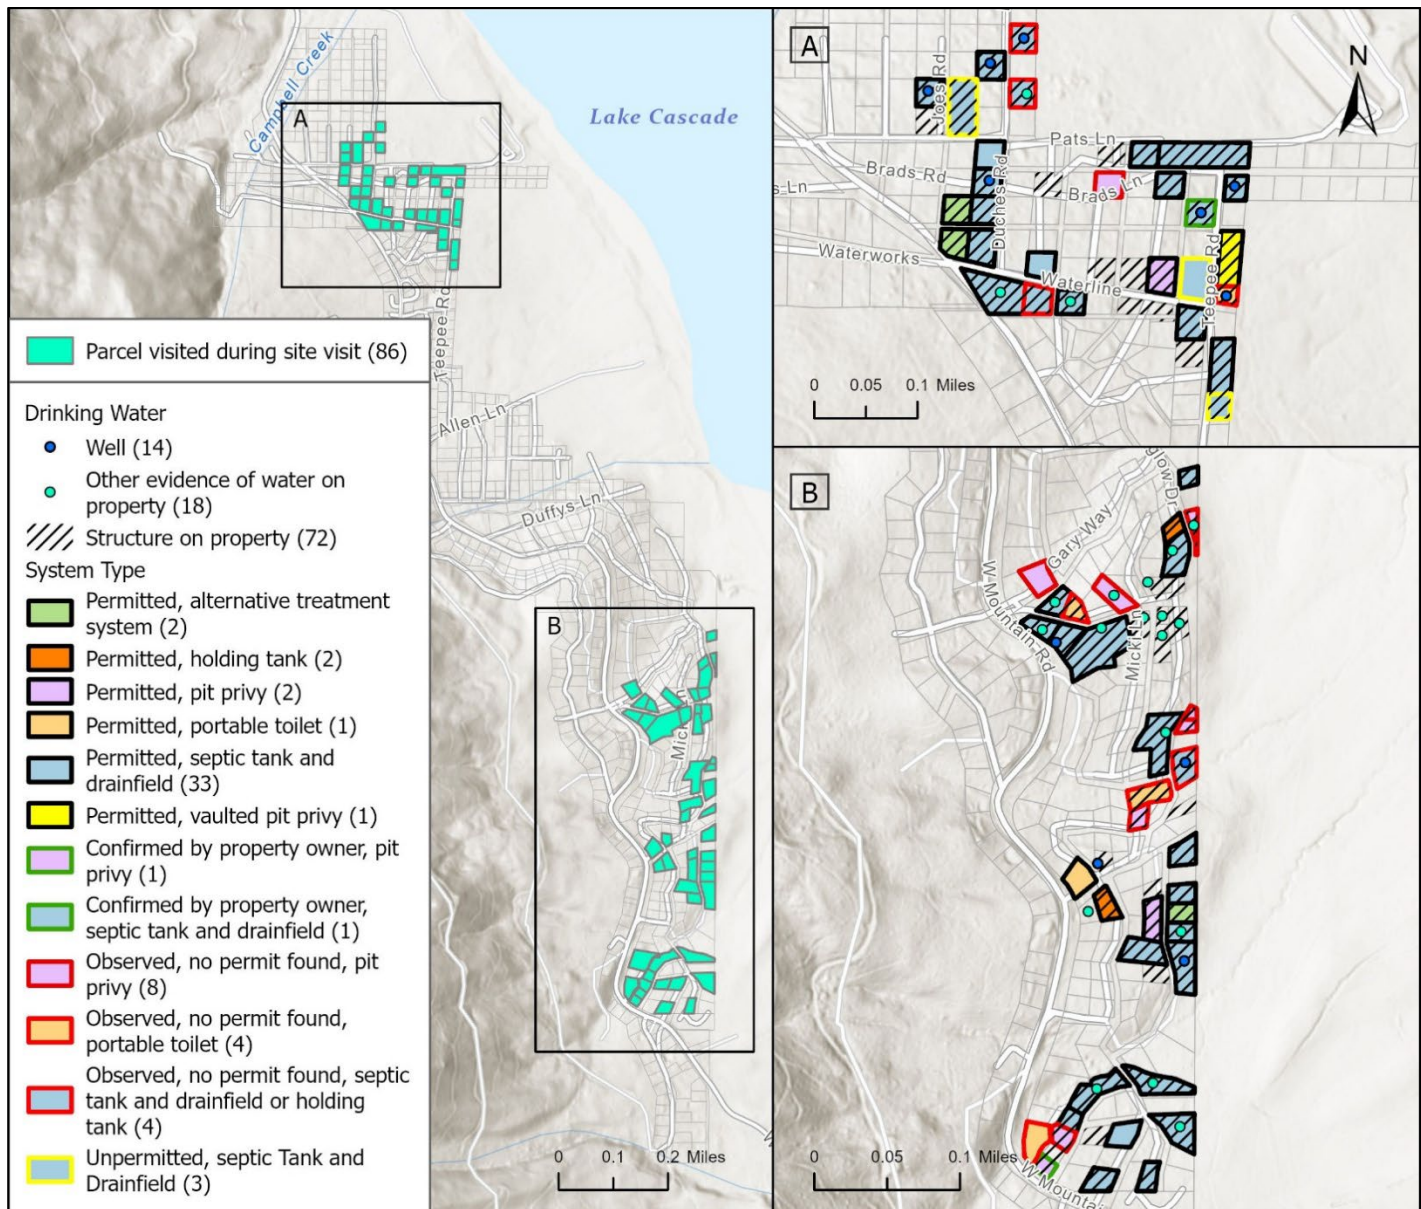 Campbell Creek
A
Lake Cascade
Teepee Rd
Allen Ln
Duffys Ln
B
Parcel visited during site visit (86)
Drinking Water
Well (14)
Other evidence of water on
property (18)
Structure on property (72)
System Type
Permitted, alternative treatment
system (2)
Permitted, holding tank (2)
Permitted, pit privy (2)
Permitted, portable toilet (1)
Permitted, septic tank and
drainfield (33)
Permitted, vaulted pit privy (1)
Confirmed by property owner, pit
privy (1)
Confirmed by property owner,
septic tank and drainfield (1)
Observed, no permit found, pit
privy (8)
Observed, no permit found,
portable toilet (4)
Observed, no permit found, septic
tank and drainfield or holding
tank (4)
Unpermitted, septic Tank and
Drainfield (3)
0 0.1 0.2 Miles
A
N
Joes Rd
Pats Ln
Brads Rd
Brads Ln
s Ln
Duches Rd
Waterworks
Waterline
Teepee Rd
0 0.05 0.1 Miles
B
glow Dr
Gary Way
W Mountain Rd
Micki Ln
0 0.05 0.1 Miles
W Mountai